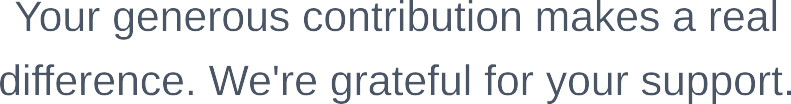 Your generous contribution makes a real
difference. We're grateful for your support.